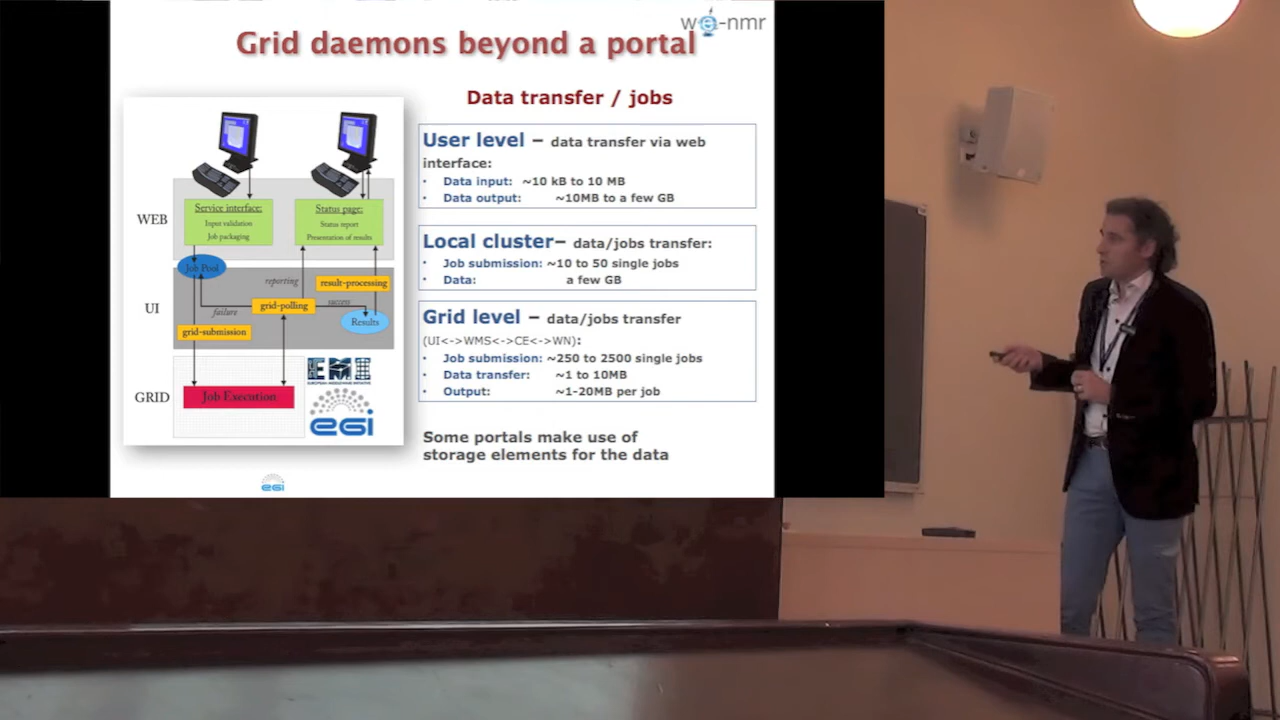 we-nmr
Grid daemons beyond a portal
Data transfer / jobs
User level – data transfer via web
interface:
· Data input: ~10 kB to 10 MB
· Data output: ~10MB to a few GB
Local cluster– data/jobs transfer:
· Job submission: ~10 to 50 single jobs
· Data: a few GB
Grid level – data/jobs transfer
(UI<->WMS<->CE<->WN):
· Job submission: ~250 to 2500 single jobs
· Data transfer: ~1 to 10MB
· Output: ~1-20MB per job
Some portals make use of
storage elements for the data
WEB
Service interface:
Input validation
Job packaging
Status page:
Status report
Presentation of results
Job Pool
reporting
result-processing
UI
grid-polling
success
failure
Results
grid-submission
EMI
EUROPEAN MIDDLEWARE INITIATIVE
GRID
Job Execution
egi
egi